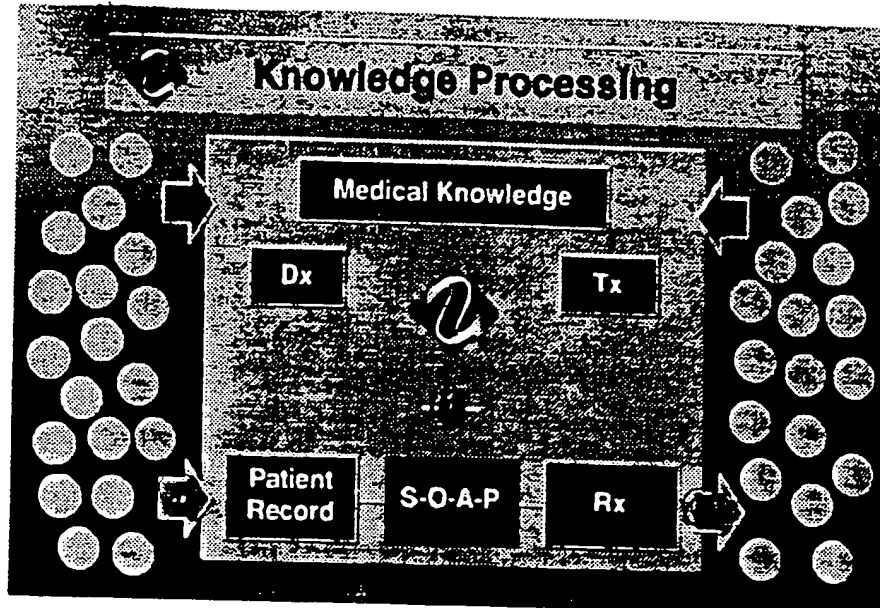 Knowledge Processing
Medical Knowledge
Dx
Tx
Patient
Record
S-O-A-P
Rx